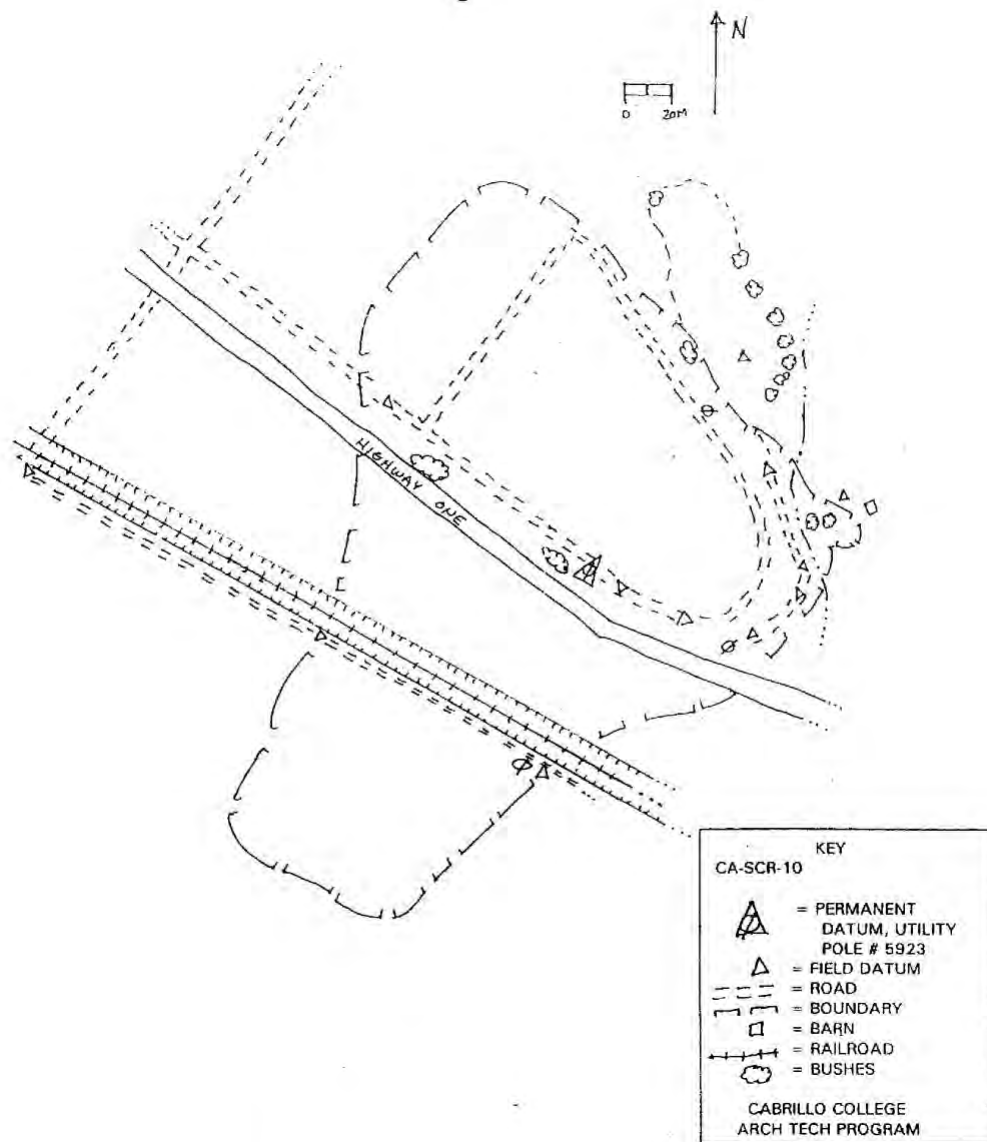 N
0 20M
HIGHWAY ONE
KEY
CA-SCR-10
= PERMANENT
DATUM, UTILITY
POLE # 5923
= FIELD DATUM
= ROAD
= BOUNDARY
= BARN
= RAILROAD
= BUSHES
CABRILLO COLLEGE
ARCH TECH PROGRAM